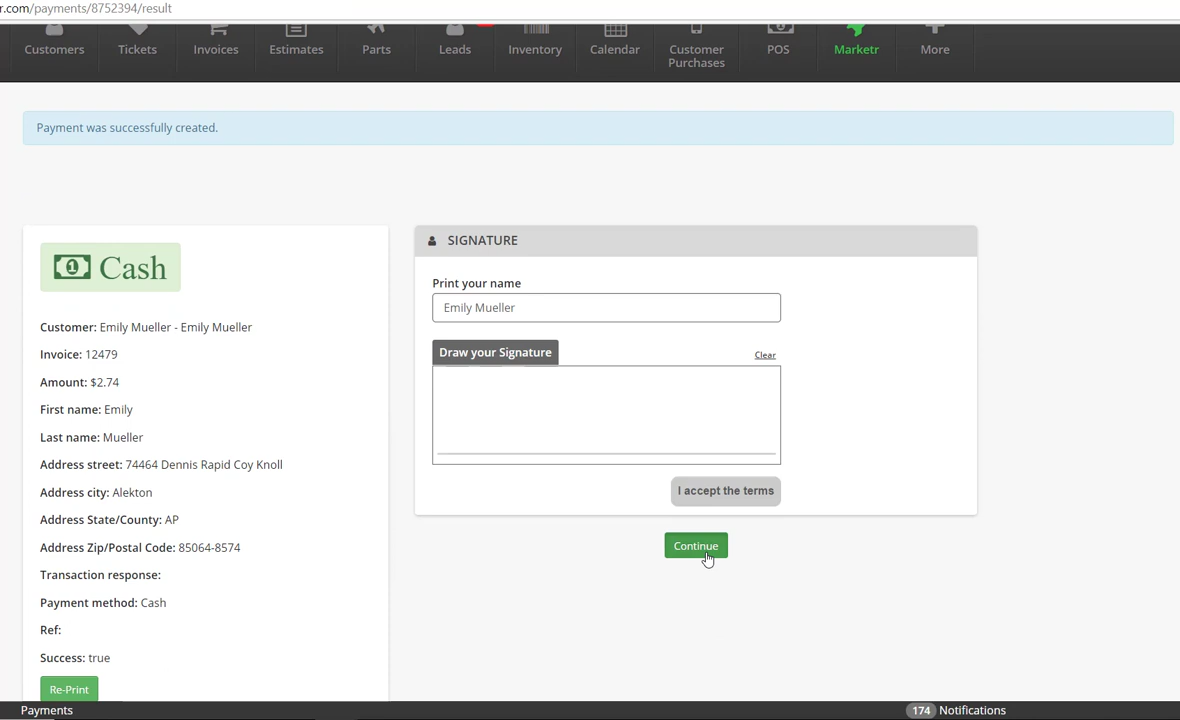 r.com/payments/8752394/result
Customers
Tickets
Invoices
Estimates
Parts
Leads
Inventory
Calendar
Customer
Purchases
POS
Marketr
More
Payment was successfully created.
Cash
Customer: Emily Mueller - Emily Mueller
Invoice: 12479
Amount: $2.74
First name: Emily
Last name: Mueller
Address street: 74464 Dennis Rapid Coy Knoll
Address city: Alekton
Address State/County: AP
Address Zip/Postal Code: 85064-8574
Transaction response:
Payment method: Cash
Ref:
Success: true
Re-Print
SIGNATURE
Print your name
Emily Mueller
Draw your Signature
Clear
I accept the terms
Continue
Payments
174 Notifications